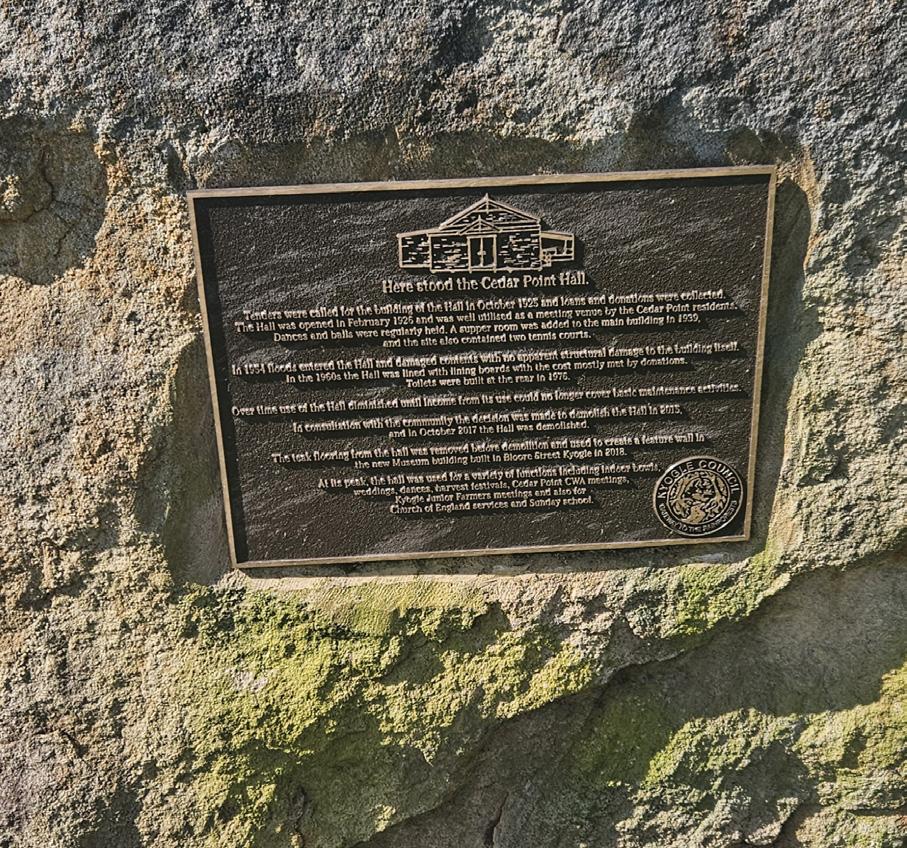 Here stood the Cedar Point Hall.
Tenders were called for the building of the Hall in October 1925 and loans and donations were collected.
The Hall was opened in February 1926 and was well utilised as a meeting venue by the Cedar Point residents.
Dances and balls were regularly held. A supper room was added to the main building in 1939,
and the site also contained two tennis courts.
In 1954 floods entered the Hall and damaged contents with no apparent structural damage to the building itself.
In the 1960s the Hall was lined with lining boards with the cost mostly met by donations.
Toilets were built at the rear in 1976.
Over time use of the Hall diminished until income from its use could no longer cover basic maintenance activities.
In consultation with the community the decision was made to demolish the Hall in 2015,
and in October 2017 the Hall was demolished.
The teak flooring from the hall was removed before demolition and used to create a feature wall in
the new Museum building built in Bloore Street Kyogle in 2018.
At its peak, the hall was used for a variety of functions including indoor bowls,
weddings, dances, harvest festivals, Cedar Point CWA meetings,
Kyogle Junior Farmers meetings and also for
Church of England services and Sunday school.
KYOGLE COUNCIL